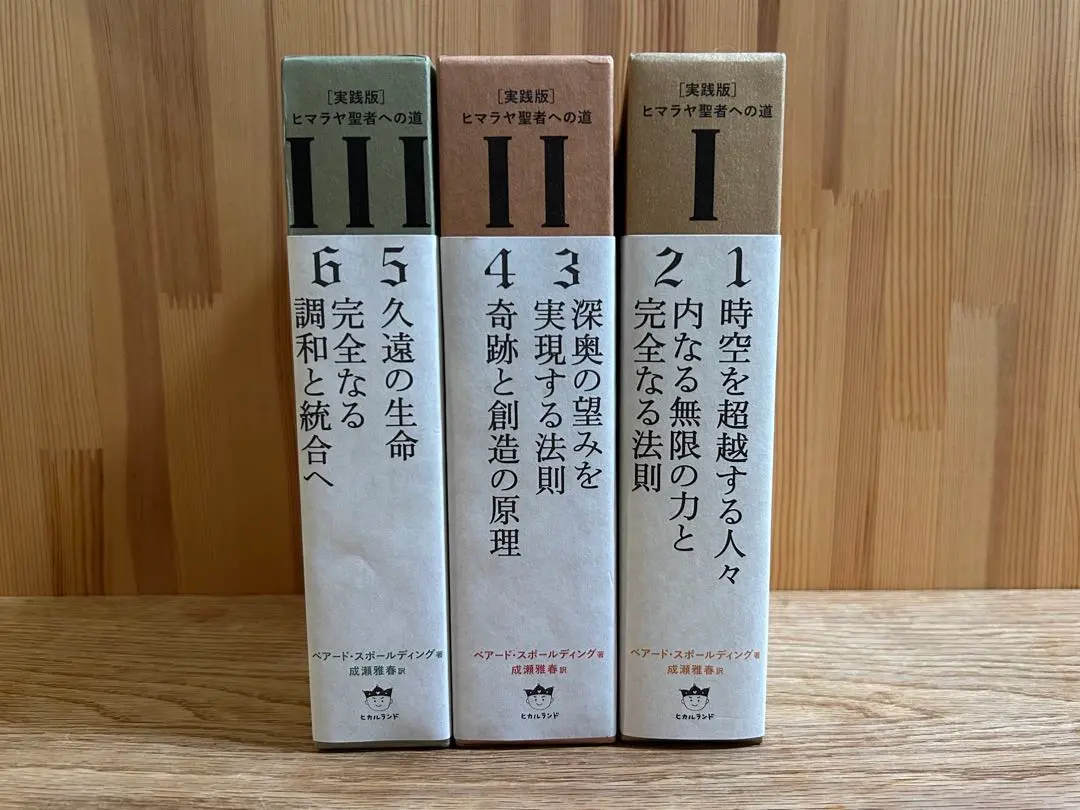 [実践版]
ヒマラヤ聖者への道
III
5
久遠の生命
6
完全なる
調和と統合へ
ベアード・スポールディング著
成瀬雅春訳
ヒカルランド
[実践版]
ヒマラヤ聖者への道
II
3
深奥の望みを
実現する法則
4
奇跡と創造の原理
ベアード・スポールディング著
成瀬雅春訳
ヒカルランド
[実践版]
ヒマラヤ聖者への道
I
1
時空を超越する人々
2
内なる無限の力と
完全なる法則
ベアード・スポールディング著
成瀬雅春訳
ヒカルランド